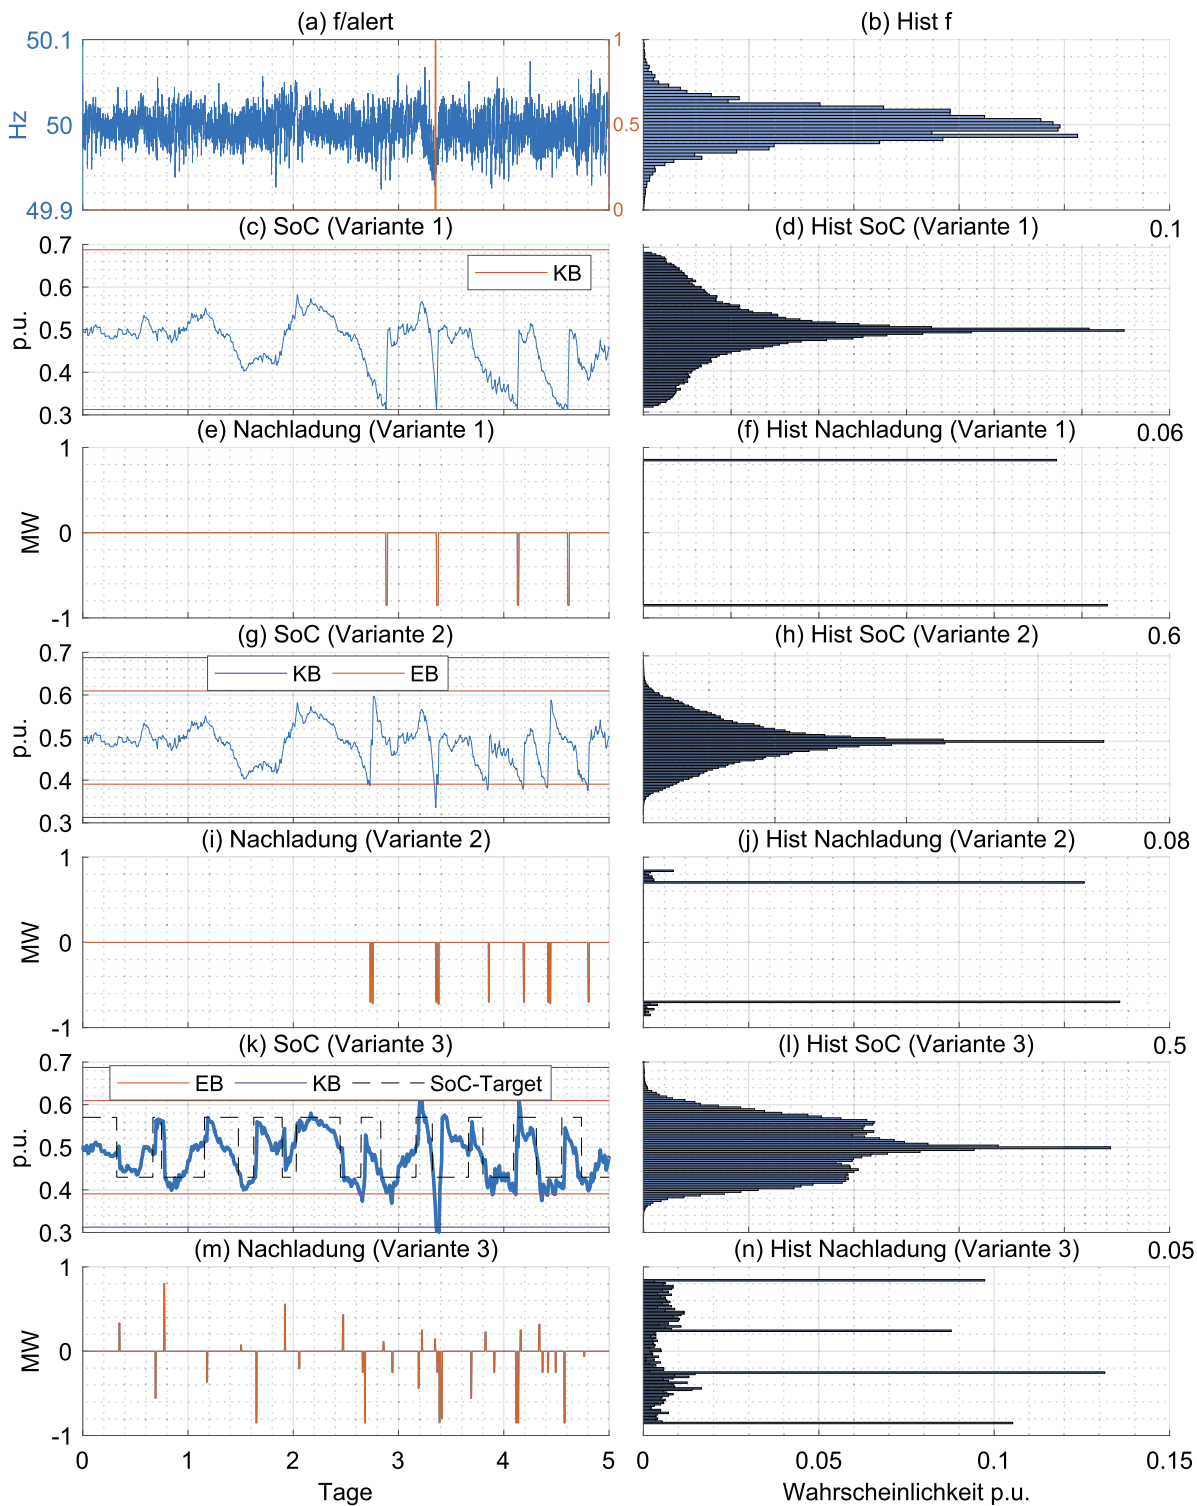 (a) f/alert
(b) Hist f
50.1
50
49.9
Hz
1
0.5
0
(c) SoC (Variante 1)
(d) Hist SoC (Variante 1)
0.1
0.7
0.6
0.5
0.4
0.3
p.u.
KB
(e) Nachladung (Variante 1)
(f) Hist Nachladung (Variante 1)
0.06
1
0
-1
MW
(g) SoC (Variante 2)
(h) Hist SoC (Variante 2)
0.6
0.7
0.6
0.5
0.4
0.3
p.u.
KB EB
(i) Nachladung (Variante 2)
(j) Hist Nachladung (Variante 2)
0.08
1
0
-1
MW
(k) SoC (Variante 3)
(l) Hist SoC (Variante 3)
0.5
0.7
0.6
0.5
0.4
0.3
p.u.
EB KB SoC-Target
(m) Nachladung (Variante 3)
(n) Hist Nachladung (Variante 3)
0.05
1
0
-1
MW
0 1 2 3 4 5
Tage
0 0.05 0.1 0.15
Wahrscheinlichkeit p.u.